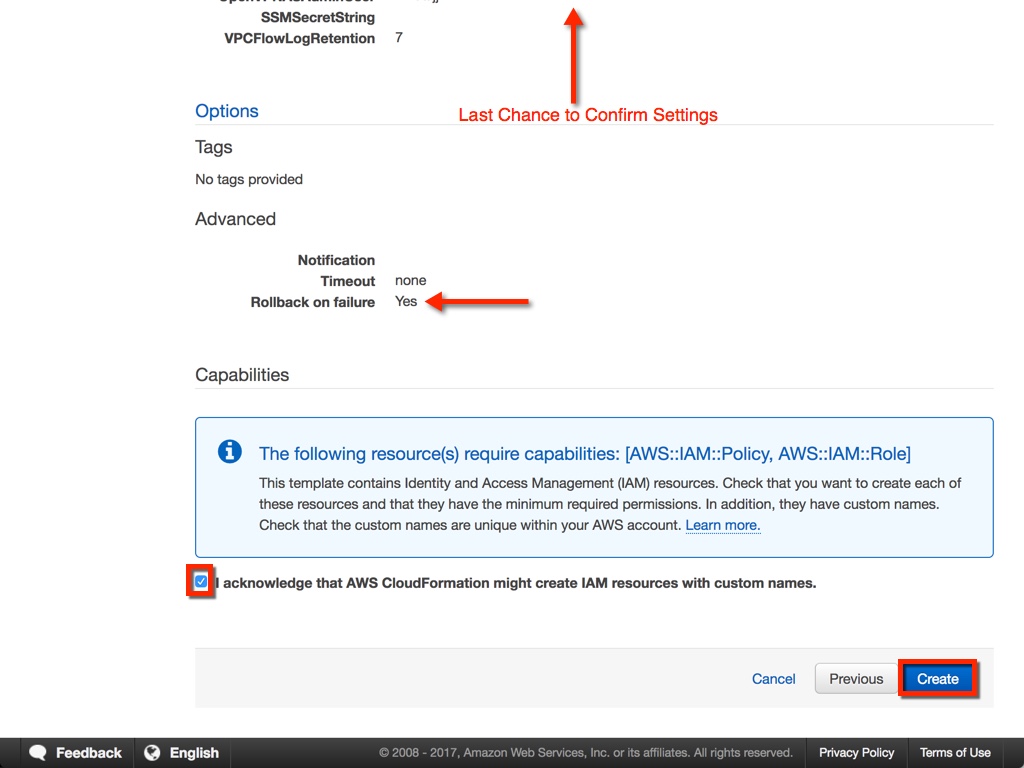 SSMSecretString
VPCFlowLogRetention 7
Options
Last Chance to Confirm Settings
Tags
No tags provided
Advanced
Notification
Timeout none
Rollback on failure Yes
Capabilities
The following resource(s) require capabilities: [AWS::IAM::Policy, AWS::IAM::Role]
This template contains Identity and Access Management (IAM) resources. Check that you want to create each of
these resources and that they have the minimum required permissions. In addition, they have custom names.
Check that the custom names are unique within your AWS account. Learn more.
I acknowledge that AWS CloudFormation might create IAM resources with custom names.
Cancel Previous Create
Feedback English © 2008 - 2017, Amazon Web Services, Inc. or its affiliates. All rights reserved. Privacy Policy Terms of Use